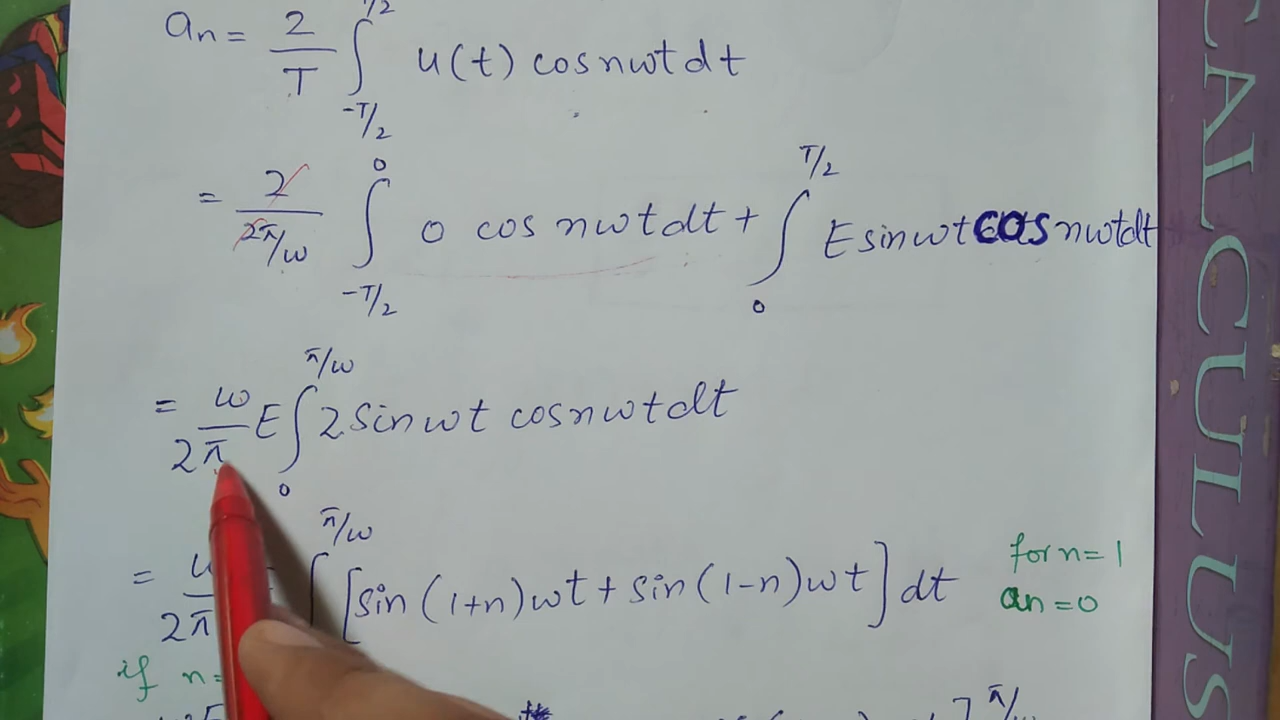 an = 2/T ∫_{-T/2}^{T/2} u(t) cos nωt dt
= 2/(2π/ω) ∫_{-T/2}^{0} 0 cos nωt dt + ∫_{0}^{T/2} E sin ωt cos nωt dt
= ω/2π E ∫_{0}^{π/ω} 2 sin ωt cos nωt dt
= ω/2π ∫^{π/ω} [sin (1+n) ωt + sin (1-n) ωt] dt
for n = 1
an = 0
if n =
] π/ω
CALCULUS